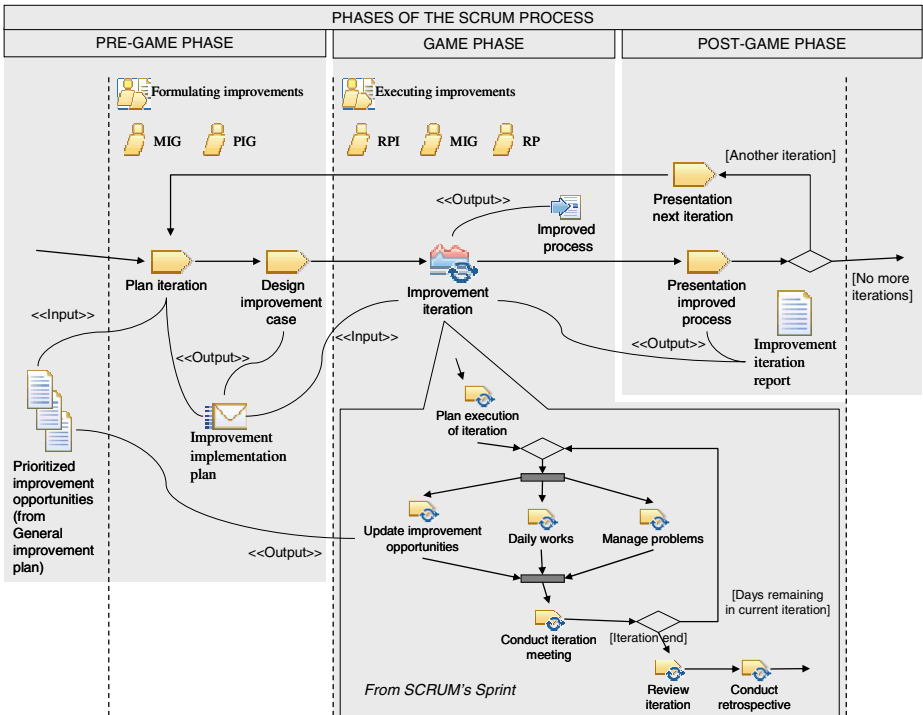 PHASES OF THE SCRUM PROCESS
PRE-GAME PHASE
GAME PHASE
POST-GAME PHASE
Formulating improvements
Executing improvements
MIG
PIG
RPI
MIG
RP
[Another iteration]
<<Output>>
Presentation
next iteration
Improved
process
Plan iteration
Design
improvement
case
Improvement
iteration
Presentation
improved
process
[No more
iterations]
<<Input>>
<<Output>>
<<Input>>
<<Output>>
Improvement
iteration
report
Prioritized
improvement
opportunities
(from
General
improvement
plan)
Improvement
implementation
plan
<<Output>>
Plan execution
of iteration
Update improvement
opportunities
Daily works
Manage problems
[Days remaining
in current iteration]
Conduct iteration
meeting
[Iteration end]
Review
iteration
Conduct
retrospective
From SCRUM's Sprint